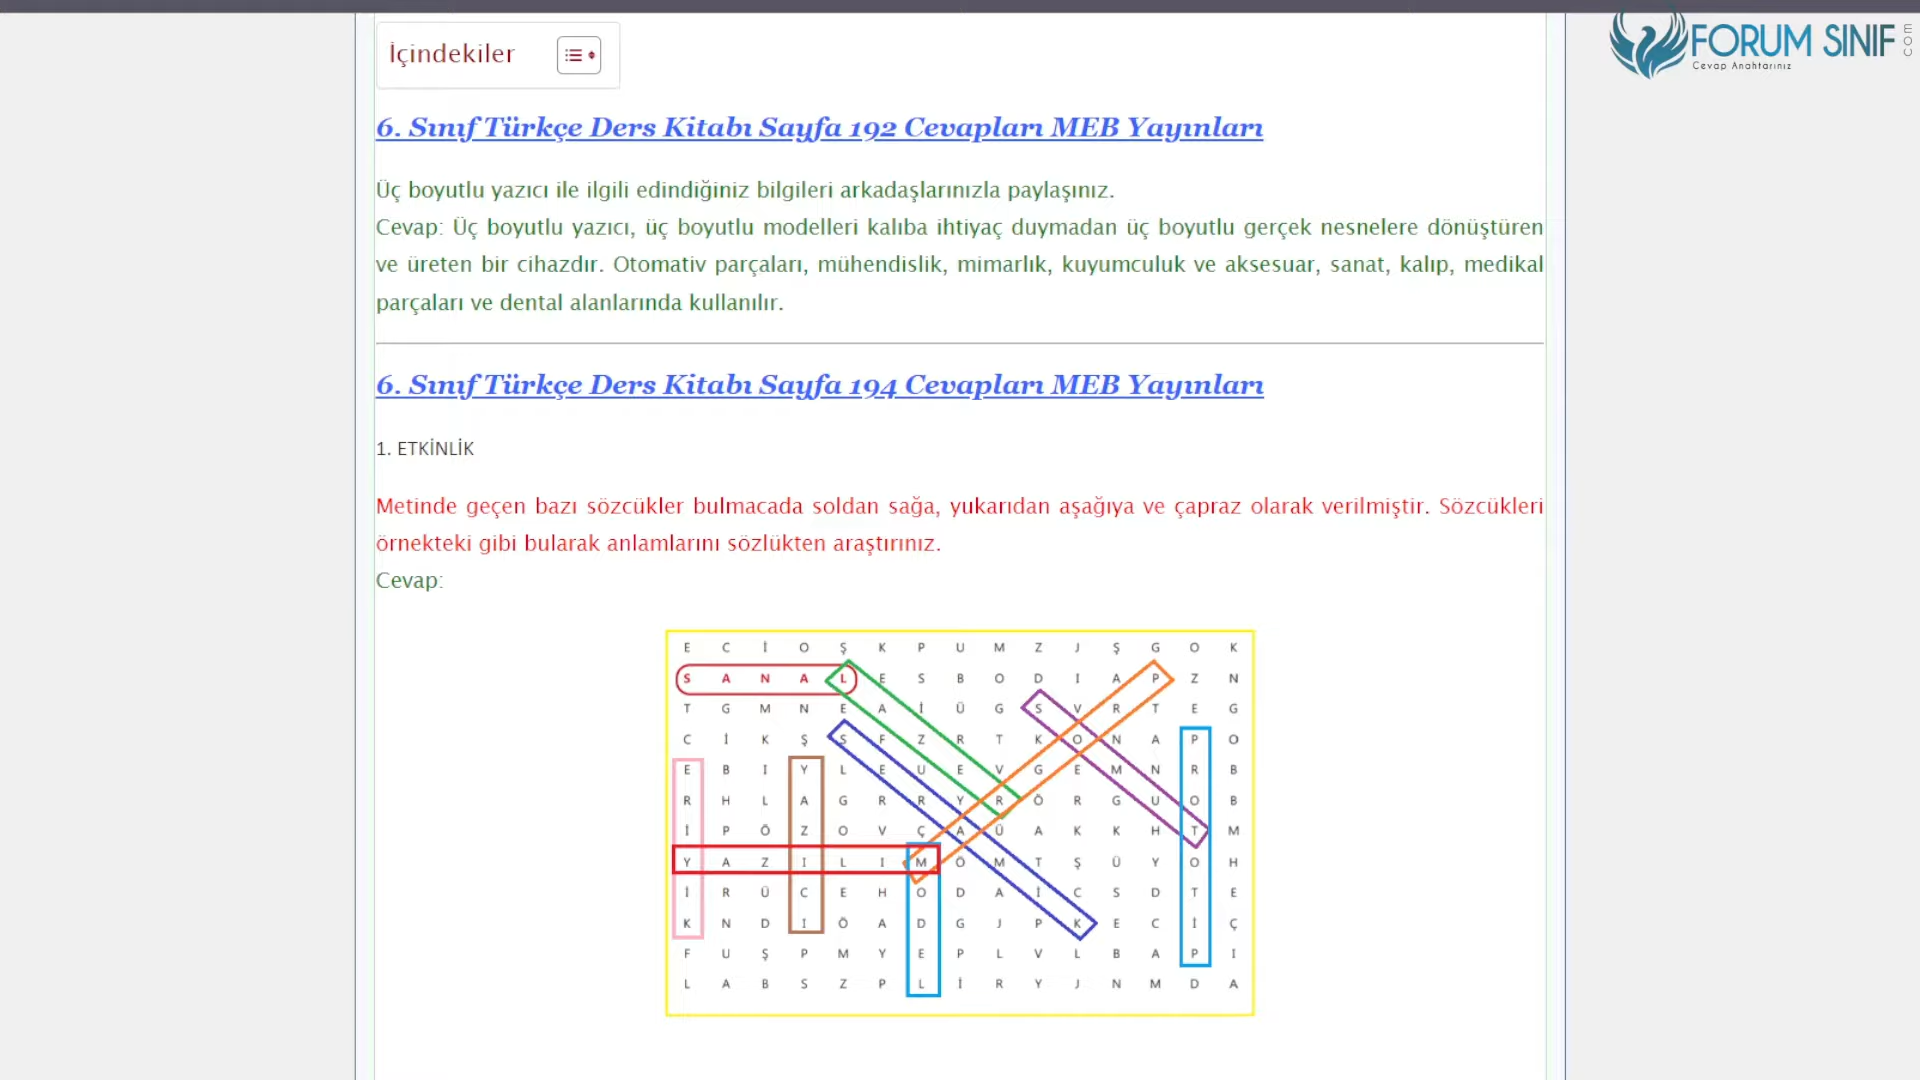 FORUM SINIF
com
Cevap Anahtarınız
İçindekiler
6. Sınıf Türkçe Ders Kitabı Sayfa 192 Cevapları MEB Yayınları
Üç boyutlu yazıcı ile ilgili edindiğiniz bilgileri arkadaşlarınızla paylaşınız.
Cevap: Üç boyutlu yazıcı, üç boyutlu modelleri kalıba ihtiyaç duymadan üç boyutlu gerçek nesnelere dönüştüren
ve üreten bir cihazdır. Otomativ parçaları, mühendislik, mimarlık, kuyumculuk ve aksesuar, sanat, kalıp, medikal
parçaları ve dental alanlarında kullanılır.
6. Sınıf Türkçe Ders Kitabı Sayfa 194 Cevapları MEB Yayınları
1. ETKİNLİK
Metinde geçen bazı sözcükler bulmacada soldan sağa, yukarıdan aşağıya ve çapraz olarak verilmiştir. Sözcükleri
örnekteki gibi bularak anlamlarını sözlükten araştırınız.
Cevap:
E C İ O Ş K P U M Z J Ş G O K
S A N A L E S B O D I A P Z N
T G M N E A İ Ü G S V R T E G
C İ K Ş S F Z R T K O N A P O
E B I Y L E U E V G E M N R B
R H L A G R R Y R Ö R G U O B
İ P Ö Z O V Ç A Ü A K K H T M
Y A Z I L I M Ö M T Ş Ü Y O H
İ R Ü C E H O D A İ C S D T E
K N D I Ö A D G J P K E C İ Ç
F U Ş P M Y E P L V L B A P I
L A B S Z P L İ R Y J N M D A